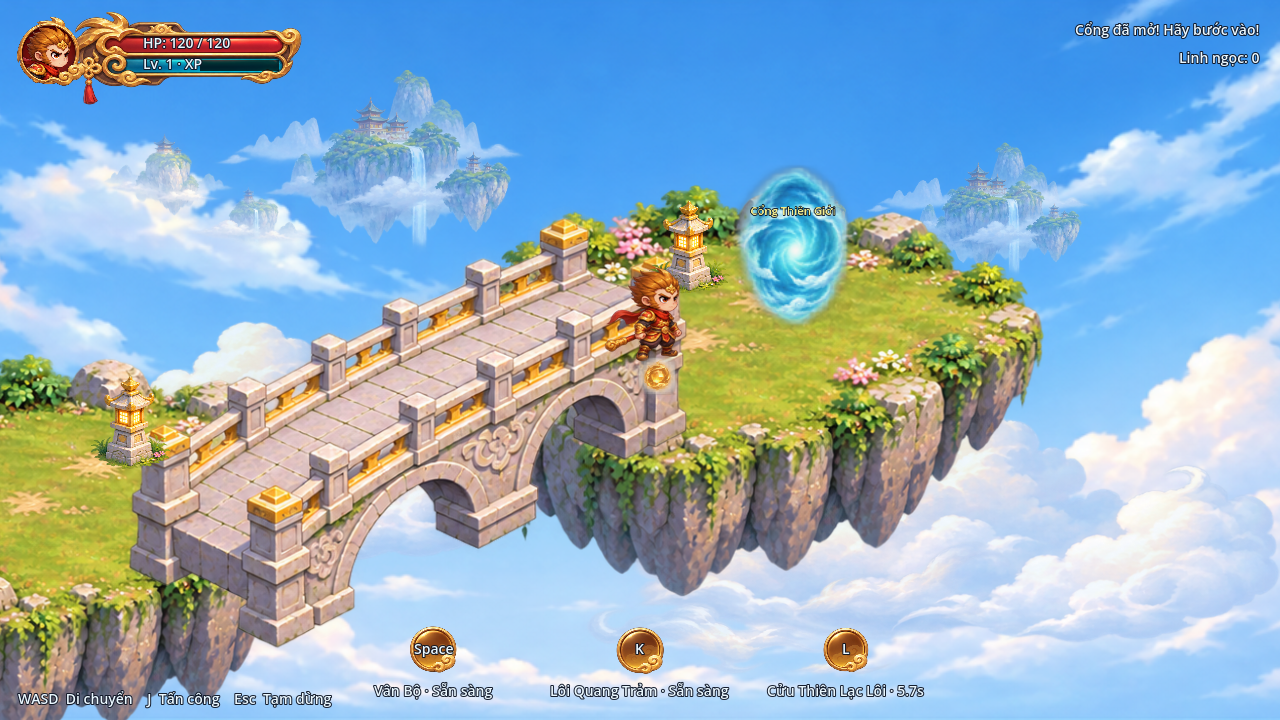 HP: 120 / 120
Lv. 1 · XP
Cổng đã mở! Hãy bước vào!
Linh ngọc: 0
Cổng Thiên Giới
Space
K
L
Vân Bộ · Sẵn sàng
Lôi Quang Trảm · Sẵn sàng
Cửu Thiên Lạc Lôi · 5.7s
WASD Di chuyển J Tấn công Esc Tạm dừng